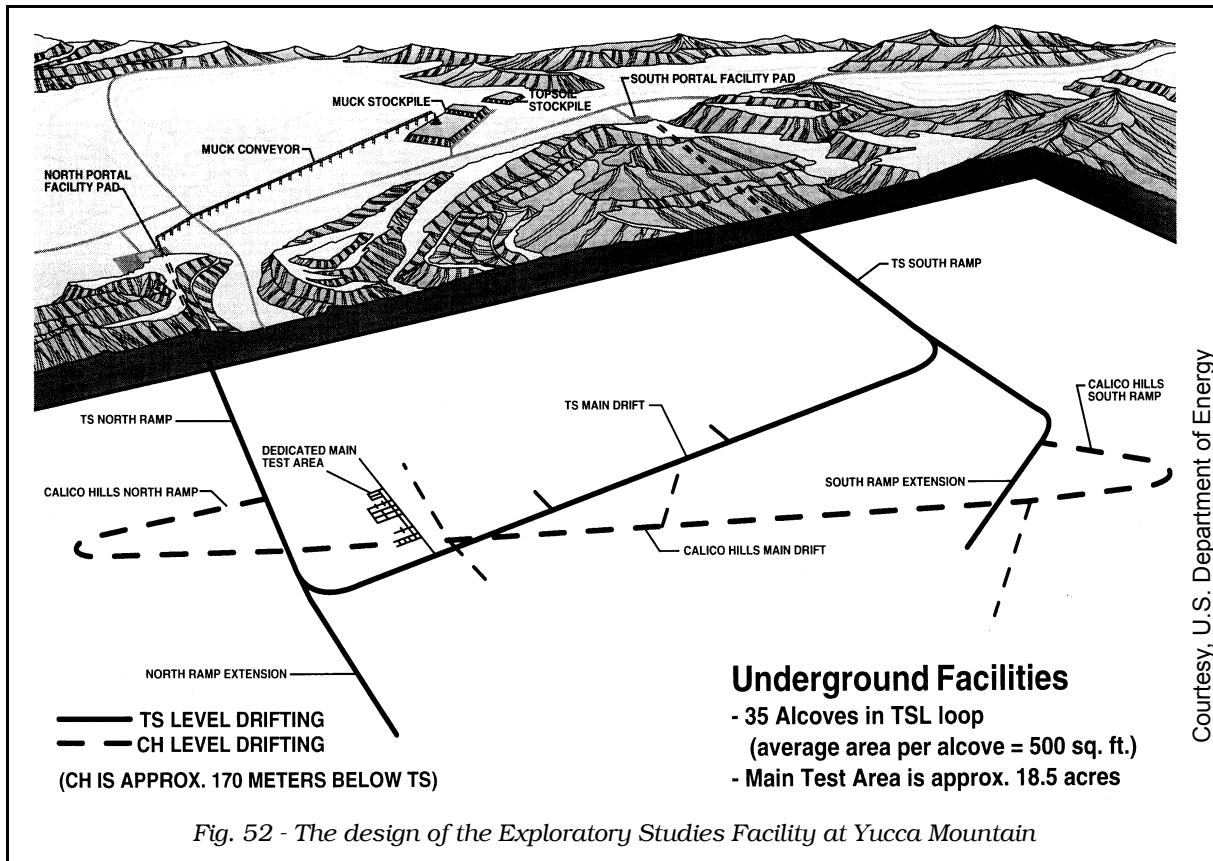 SOUTH PORTAL FACILITY PAD
MUCK STOCKPILE
TOPSOIL
STOCKPILE
MUCK CONVEYOR
NORTH PORTAL
FACILITY PAD
TS SOUTH RAMP
TS NORTH RAMP
TS MAIN DRIFT
CALICO HILLS
SOUTH RAMP
DEDICATED MAIN
TEST AREA
CALICO HILLS NORTH RAMP
SOUTH RAMP EXTENSION
CALICO HILLS MAIN DRIFT
NORTH RAMP EXTENSION
TS LEVEL DRIFTING
CH LEVEL DRIFTING
(CH IS APPROX. 170 METERS BELOW TS)
Underground Facilities
- 35 Alcoves in TSL loop
(average area per alcove = 500 sq. ft.)
- Main Test Area is approx. 18.5 acres
Courtesy, U.S. Department of Energy
Fig. 52 - The design of the Exploratory Studies Facility at Yucca Mountain